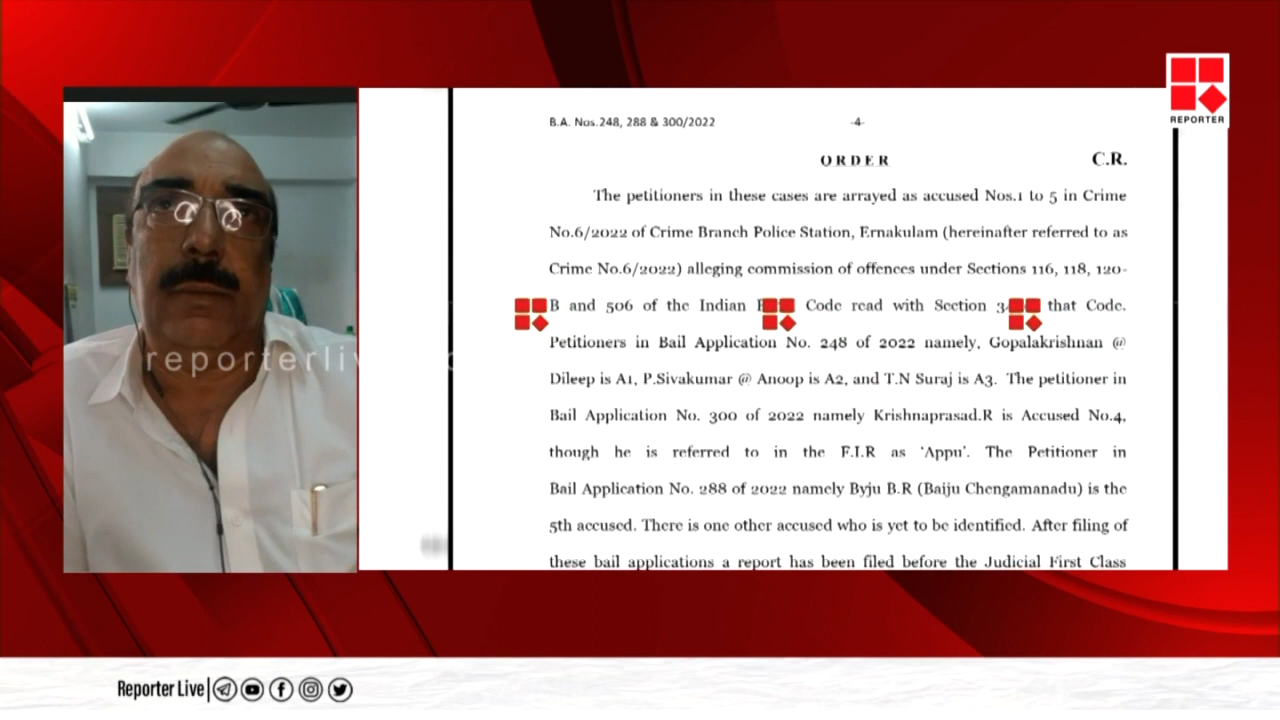 REPORTER
B.A. Nos.248, 288 & 300/2022 -4-
ORDER C.R.
The petitioners in these cases are arrayed as accused Nos.1 to 5 in Crime
No.6/2022 of Crime Branch Police Station, Ernakulam (hereinafter referred to as
Crime No.6/2022) alleging commission of offences under Sections 116, 118, 120-
B and 506 of the Indian Code read with Section that Code.
Petitioners in Bail Application No. 248 of 2022 namely, Gopalakrishnan @
Dileep is A1, P.Sivakumar @ Anoop is A2, and T.N Suraj is A3. The petitioner in
Bail Application No. 300 of 2022 namely Krishnaprasad.R is Accused No.4,
though he is referred to in the F.I.R as 'Appu'. The Petitioner in
Bail Application No. 288 of 2022 namely Byju B.R (Baiju Chengamanadu) is the
5th accused. There is one other accused who is yet to be identified. After filing of
these bail applications a report has been filed before the Judicial First Class
Reporter Live